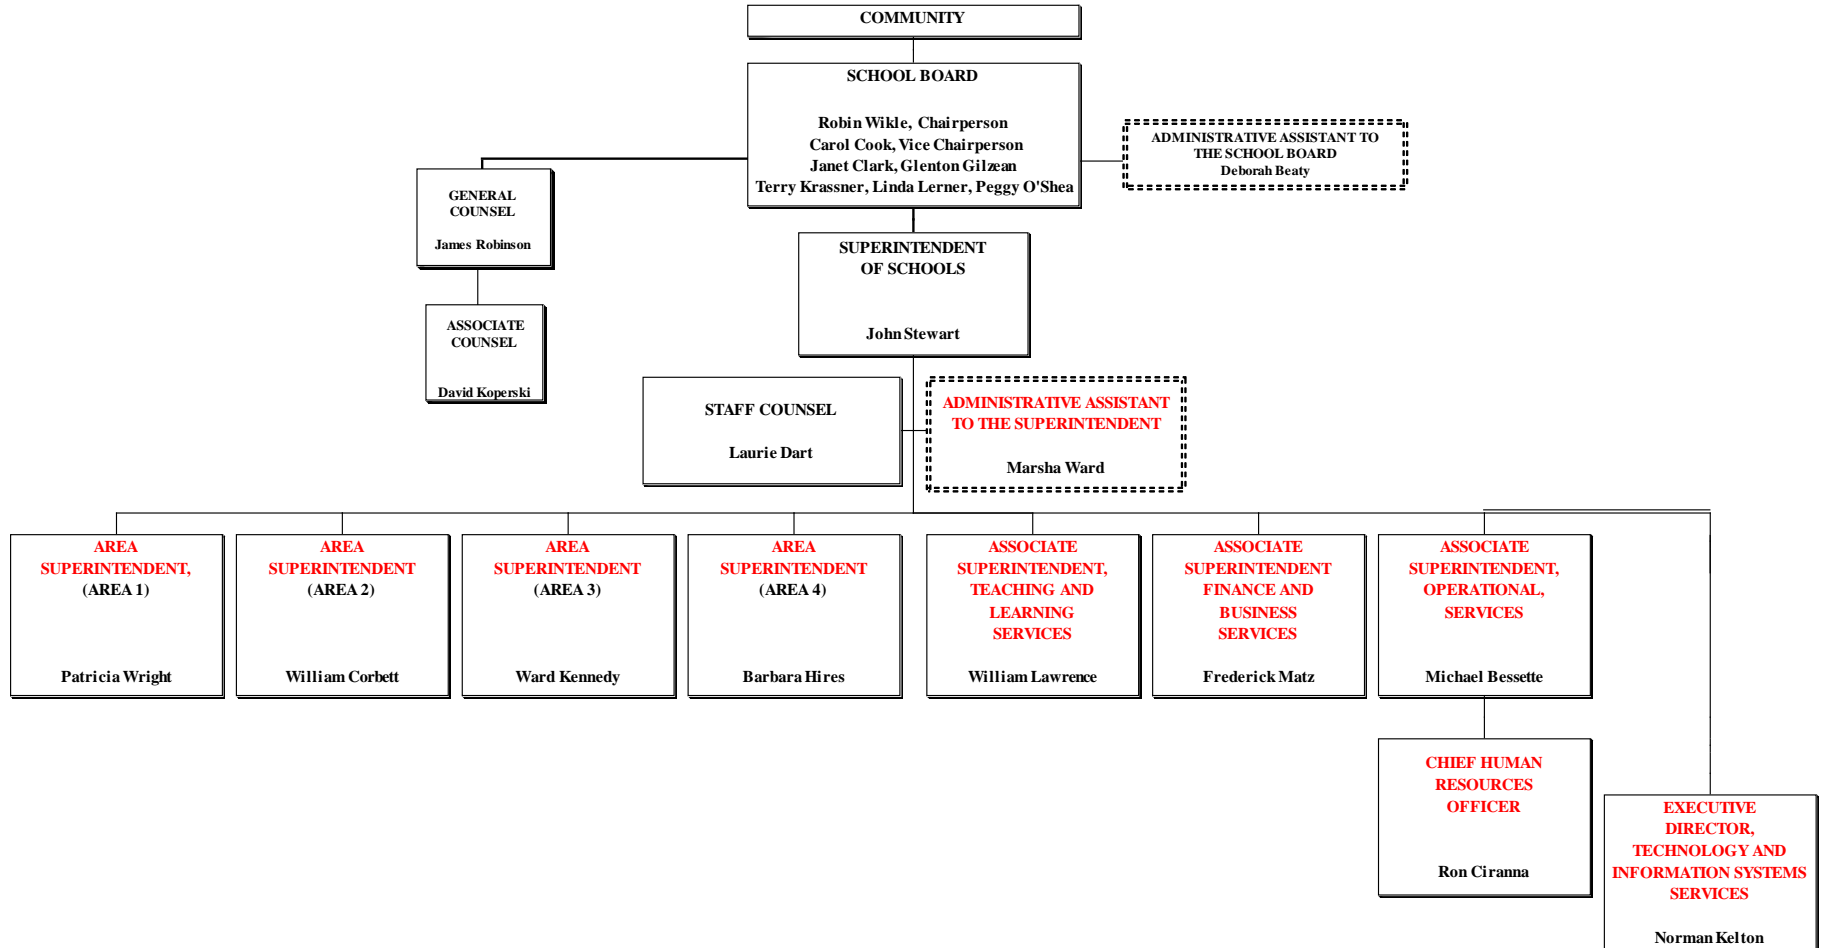 COMMUNITY
SCHOOL BOARD
Robin Wikle, Chairperson
Carol Cook, Vice Chairperson
Janet Clark, Glenton Gilzean
Terry Krassner, Linda Lerner, Peggy O'Shea
ADMINISTRATIVE ASSISTANT TO
THE SCHOOL BOARD
Deborah Beaty
GENERAL
COUNSEL
James Robinson
ASSOCIATE
COUNSEL
David Koperski
SUPERINTENDENT
OF SCHOOLS
John Stewart
STAFF COUNSEL
Laurie Dart
ADMINISTRATIVE ASSISTANT
TO THE SUPERINTENDENT
Marsha Ward
AREA
SUPERINTENDENT,
(AREA 1)
Patricia Wright
AREA
SUPERINTENDENT
(AREA 2)
William Corbett
AREA
SUPERINTENDENT
(AREA 3)
Ward Kennedy
AREA
SUPERINTENDENT
(AREA 4)
Barbara Hires
ASSOCIATE
SUPERINTENDENT,
TEACHING AND
LEARNING
SERVICES
William Lawrence
ASSOCIATE
SUPERINTENDENT
FINANCE AND
BUSINESS
SERVICES
Frederick Matz
ASSOCIATE
SUPERINTENDENT,
OPERATIONAL,
SERVICES
Michael Bessette
CHIEF HUMAN
RESOURCES
OFFICER
Ron Ciranna
EXECUTIVE
DIRECTOR,
TECHNOLOGY AND
INFORMATION SYSTEMS
SERVICES
Norman Kelton